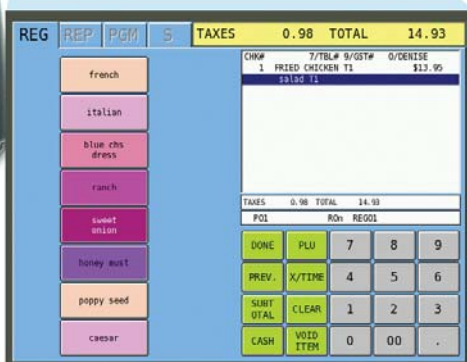 REG REP PGM S TAXES 0.98 TOTAL 14.93
CHK# 7/TBL# 9/GST# 0/DENISE
1 FRIED CHICKEN T1 $13.95
salad T1
french
italian
blue chs
dress
ranch
sweet
onion
honey must
poppy seed
caesar
TAXES 0.98 TOTAL 14.93
P01 ROn REG01
DONE PLU 7 8 9
PREV. X/TIME 4 5 6
SUBT
OTAL CLEAR 1 2 3
CASH VOID
ITEM 0 00 .